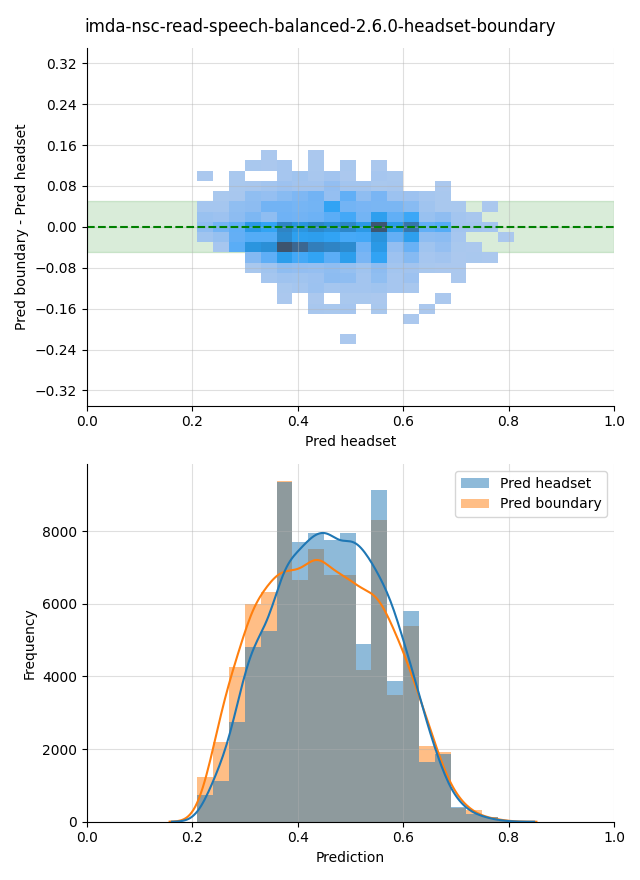 imda-nsc-read-speech-balanced-2.6.0-headset-boundary
0.32
0.24
0.16
0.08
0.00
−0.08
−0.16
−0.24
−0.32
Pred boundary - Pred headset
0.0 0.2 0.4 0.6 0.8 1.0
Pred headset
Pred headset
Pred boundary
8000
6000
4000
2000
0
Frequency
0.0 0.2 0.4 0.6 0.8 1.0
Prediction